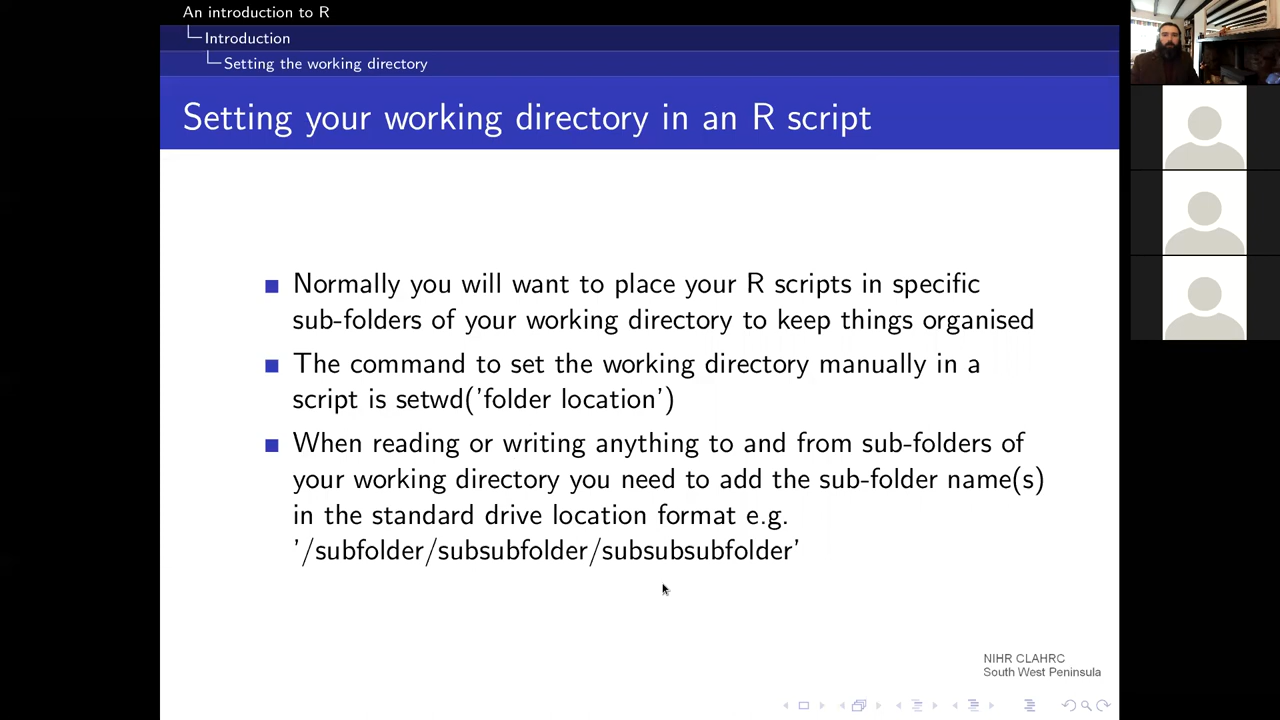 An introduction to R
Introduction
Setting the working directory
Setting your working directory in an R script
Normally you will want to place your R scripts in specific
sub-folders of your working directory to keep things organised
The command to set the working directory manually in a
script is setwd('folder location')
When reading or writing anything to and from sub-folders of
your working directory you need to add the sub-folder name(s)
in the standard drive location format e.g.
'/subfolder/subsubfolder/subsubsubfolder'
NIHR CLAHRC
South West Peninsula